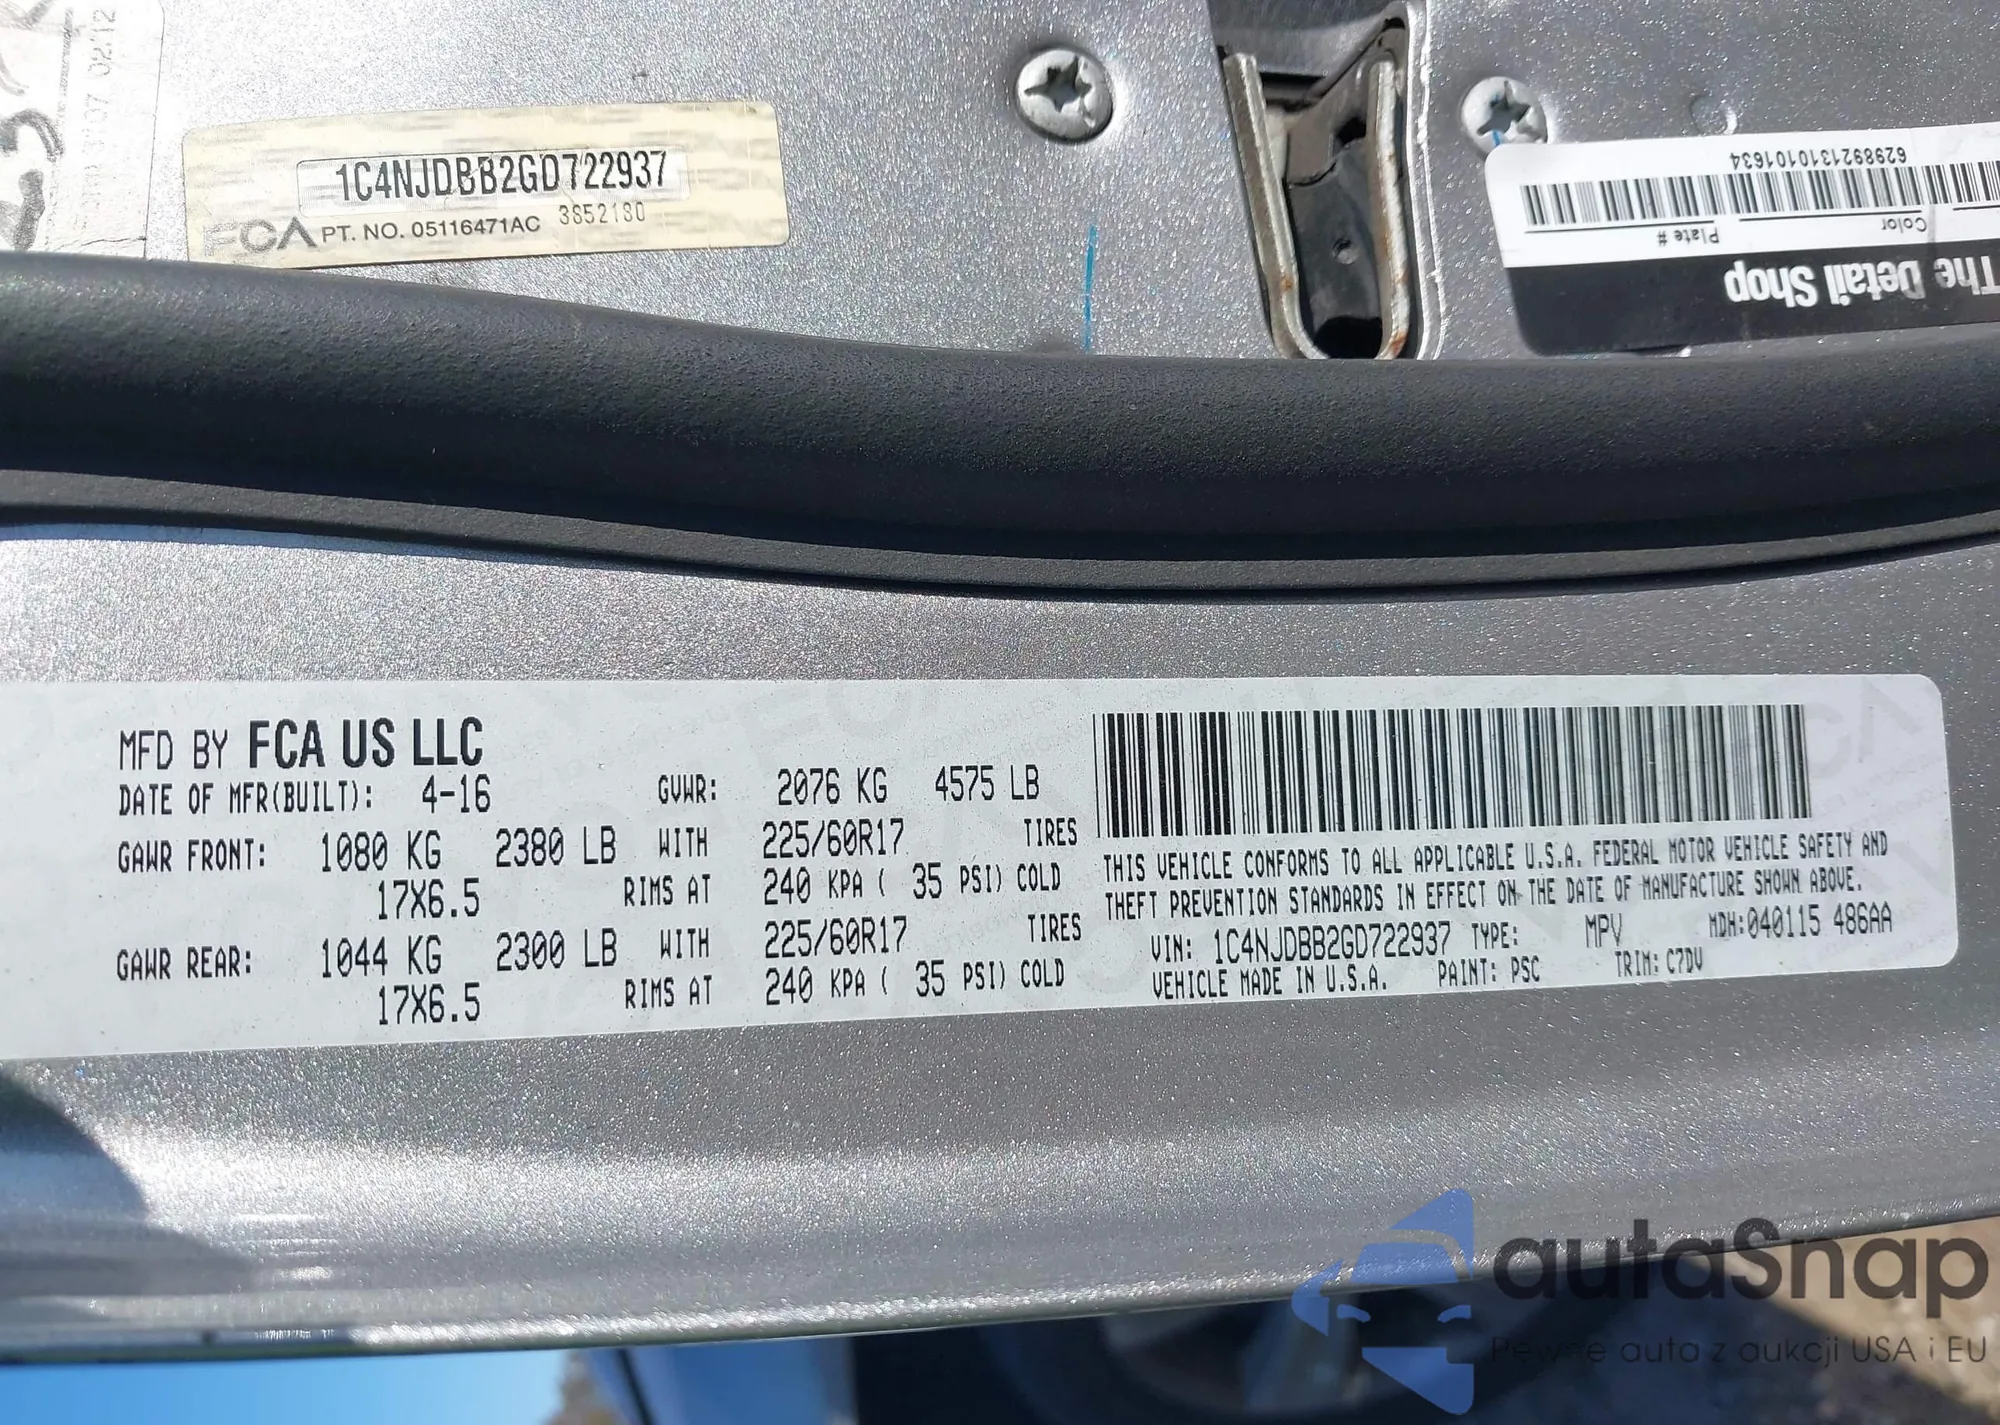 02.12
1C4NJDBB2GD722937
FCA PT. NO. 05116471AC 3852180
6298921310101634
Color
Plate #
The Detail Shop
MFD BY FCA US LLC
DATE OF MFR(BUILT): 4-16 GVWR: 2076 KG 4575 LB
GAWR FRONT: 1080 KG 2380 LB WITH 225/60R17 TIRES
17X6.5 RIMS AT 240 KPA ( 35 PSI) COLD
GAWR REAR: 1044 KG 2300 LB WITH 225/60R17 TIRES
17X6.5 RIMS AT 240 KPA ( 35 PSI) COLD
THIS VEHICLE CONFORMS TO ALL APPLICABLE U.S.A. FEDERAL MOTOR VEHICLE SAFETY AND
THEFT PREVENTION STANDARDS IN EFFECT ON THE DATE OF MANUFACTURE SHOWN ABOVE.
VIN: 1C4NJDBB2GD722937 TYPE: MPV MDH:040115 486AA
VEHICLE MADE IN U.S.A. PAINT: PSC TRIM: C7DV
autaSnap
Pewne auto z aukcji USA i EU